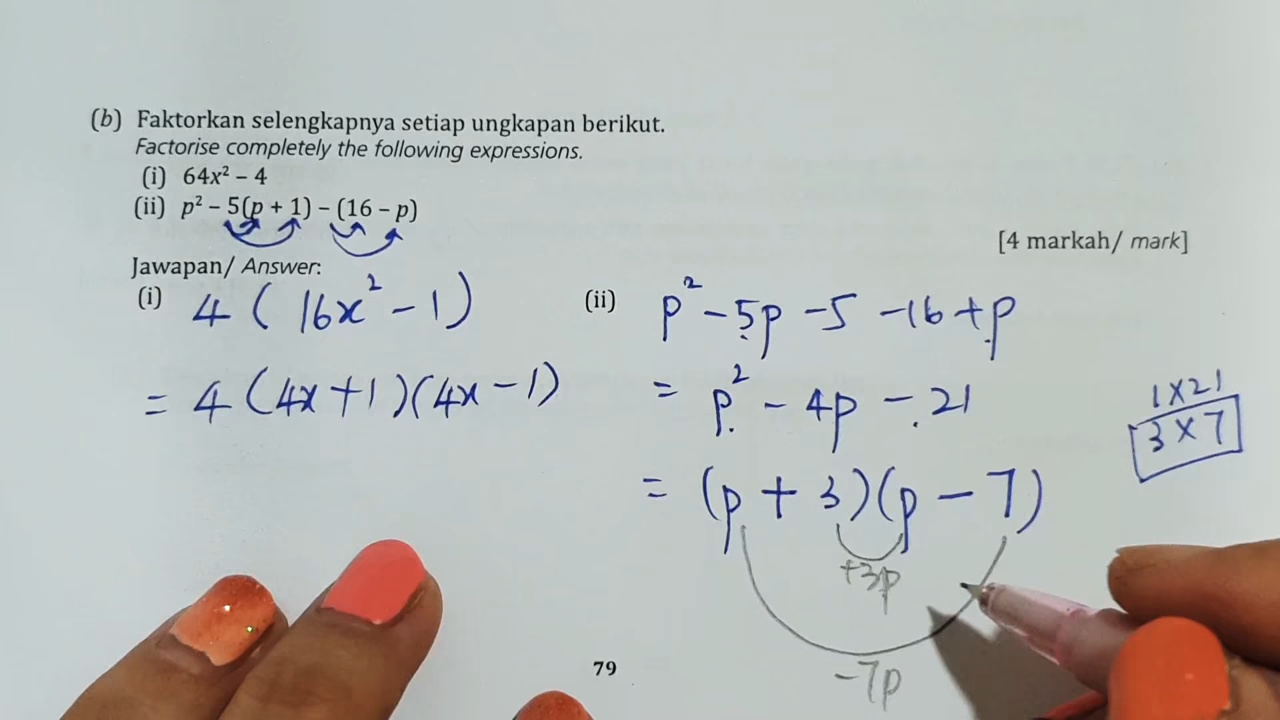 (b) Faktorkan selengkapnya setiap ungkapan berikut.
Factorise completely the following expressions.
(i) 64x² – 4
(ii) p² – 5(p + 1) – (16 – p)
[4 markah/ mark]
Jawapan/ Answer:
(i) 4(16x² - 1)
= 4(4x+1)(4x-1)
(ii) p² - 5p - 5 - 16 + p
= p² - 4p - 21
= (p + 3)(p - 7)
+3p
-7p
1 x 21
3 x 7
79